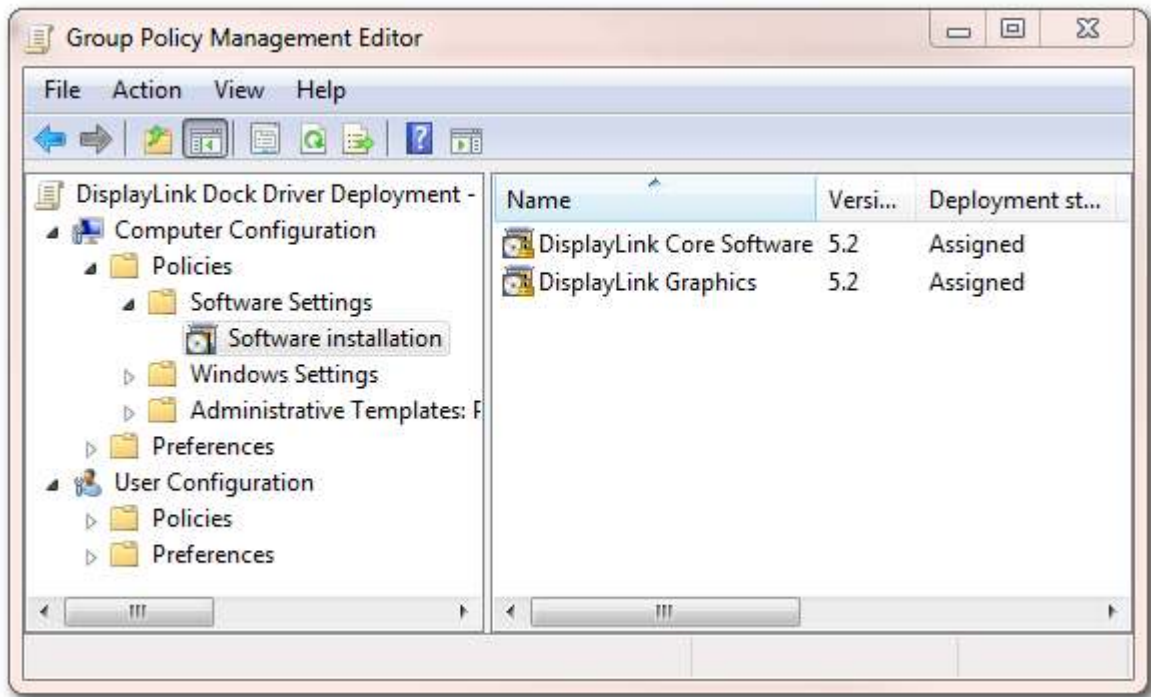 Group Policy Management Editor
File Action View Help
DisplayLink Dock Driver Deployment -
Computer Configuration
Policies
Software Settings
Software installation
Windows Settings
Administrative Templates: P
Preferences
User Configuration
Policies
Preferences
Name Versi... Deployment st...
DisplayLink Core Software 5.2 Assigned
DisplayLink Graphics 5.2 Assigned